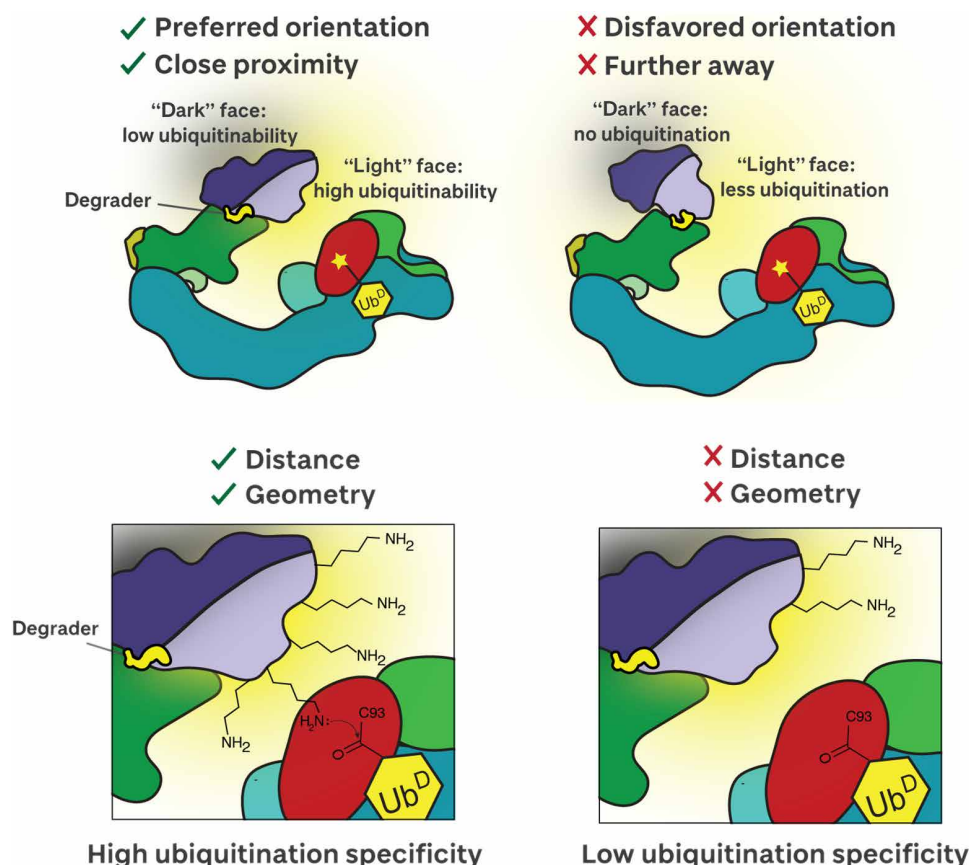 ✓ Preferred orientation
✓ Close proximity
"Dark" face:
low ubiquitinability
"Light" face:
high ubiquitinability
Degrader
Ub^D
✗ Disfavored orientation
✗ Further away
"Dark" face:
no ubiquitination
"Light" face:
less ubiquitination
Ub^D
✓ Distance
✓ Geometry
NH₂
NH₂
Degrader
NH₂
H₂N:
C93
NH₂
O
Ub^D
High ubiquitination specificity
✗ Distance
✗ Geometry
NH₂
NH₂
C93
O
Ub^D
Low ubiquitination specificity